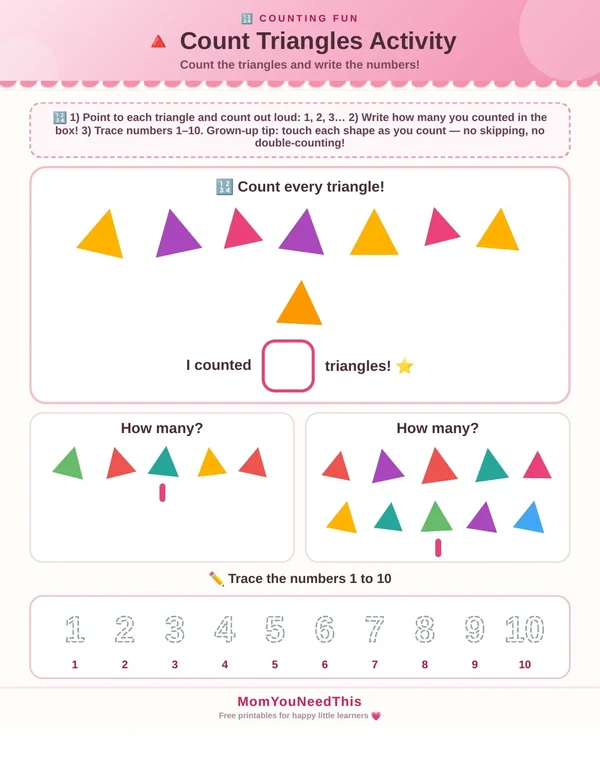 🔢 COUNTING FUN
🔺 Count Triangles Activity
Count the triangles and write the numbers!
🔢 1) Point to each triangle and count out loud: 1, 2, 3… 2) Write how many you counted in the
box! 3) Trace numbers 1–10. Grown-up tip: touch each shape as you count — no skipping, no
double-counting!
🔢 Count every triangle!
I counted triangles! ⭐
How many?
How many?
✏️ Trace the numbers 1 to 10
1 2 3 4 5 6 7 8 9 10
1 2 3 4 5 6 7 8 9 10
MomYouNeedThis
Free printables for happy little learners 💗